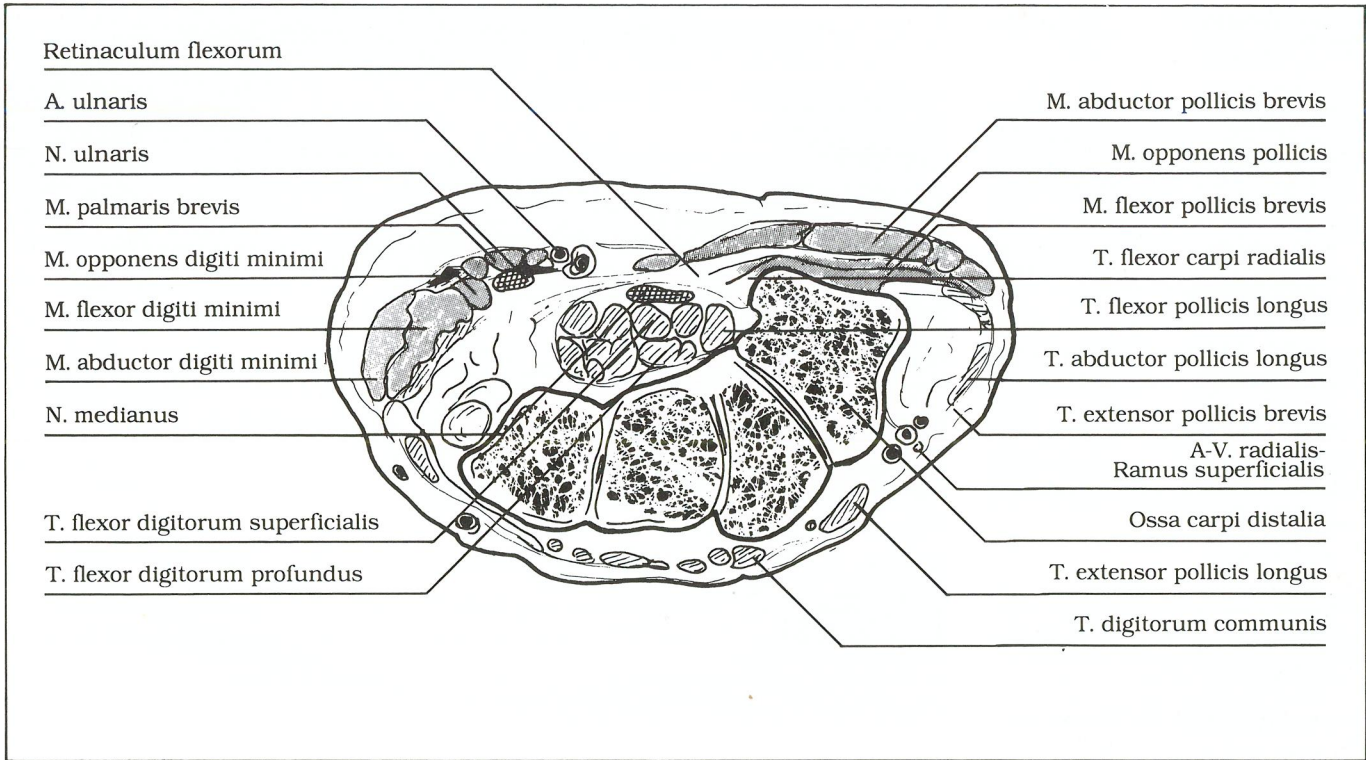 Retinaculum flexorum
A. ulnaris
N. ulnaris
M. palmaris brevis
M. opponens digiti minimi
M. flexor digiti minimi
M. abductor digiti minimi
N. medianus
T. flexor digitorum superficialis
T. flexor digitorum profundus
M. abductor pollicis brevis
M. opponens pollicis
M. flexor pollicis brevis
T. flexor carpi radialis
T. flexor pollicis longus
T. abductor pollicis longus
T. extensor pollicis brevis
A-V. radialis-
Ramus superficialis
Ossa carpi distalia
T. extensor pollicis longus
T. digitorum communis